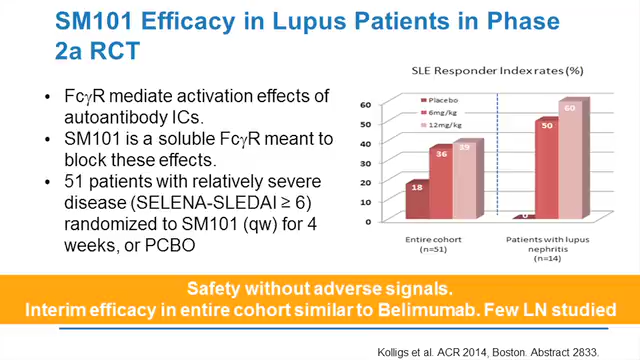 SM101 Efficacy in Lupus Patients in Phase
2a RCT
• FcγR mediate activation effects of
autoantibody ICs.
• SM101 is a soluble FcγR meant to
block these effects.
• 51 patients with relatively severe
disease (SELENA-SLEDAI ≥ 6)
randomized to SM101 (qw) for 4
weeks, or PCBO
SLE Responder Index rates (%)
Placebo
6mg/kg
12mg/kg
60
50
40
30
20
10
0
18
36
39
0
50
60
Entire cohort
(n=51)
Patients with lupus
nephritis
(n=14)
Safety without adverse signals.
Interim efficacy in entire cohort similar to Belimumab. Few LN studied
Kolligs et al. ACR 2014, Boston. Abstract 2833.